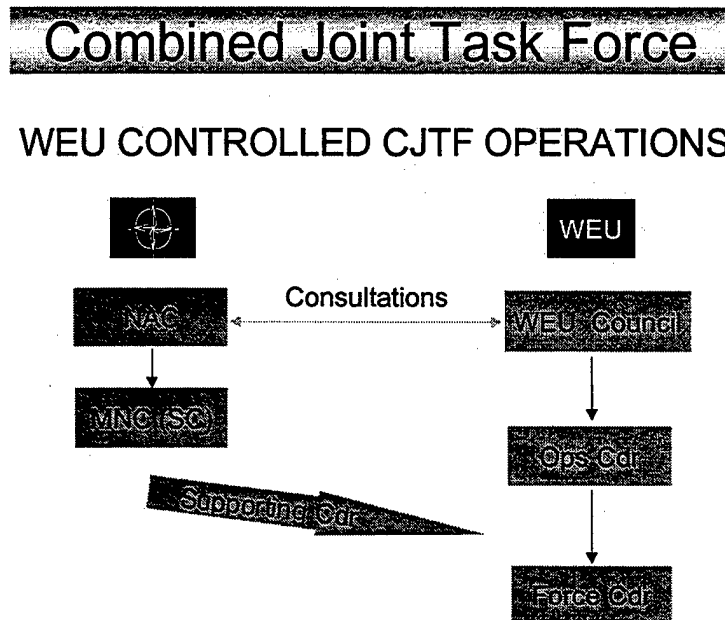 Combined Joint Task Force
WEU CONTROLLED CJTF OPERATIONS
WEU
Consultations
NAC
WEU Council
MNC (SC)
Ops Cdr
Supporting Cdr
Force Cdr